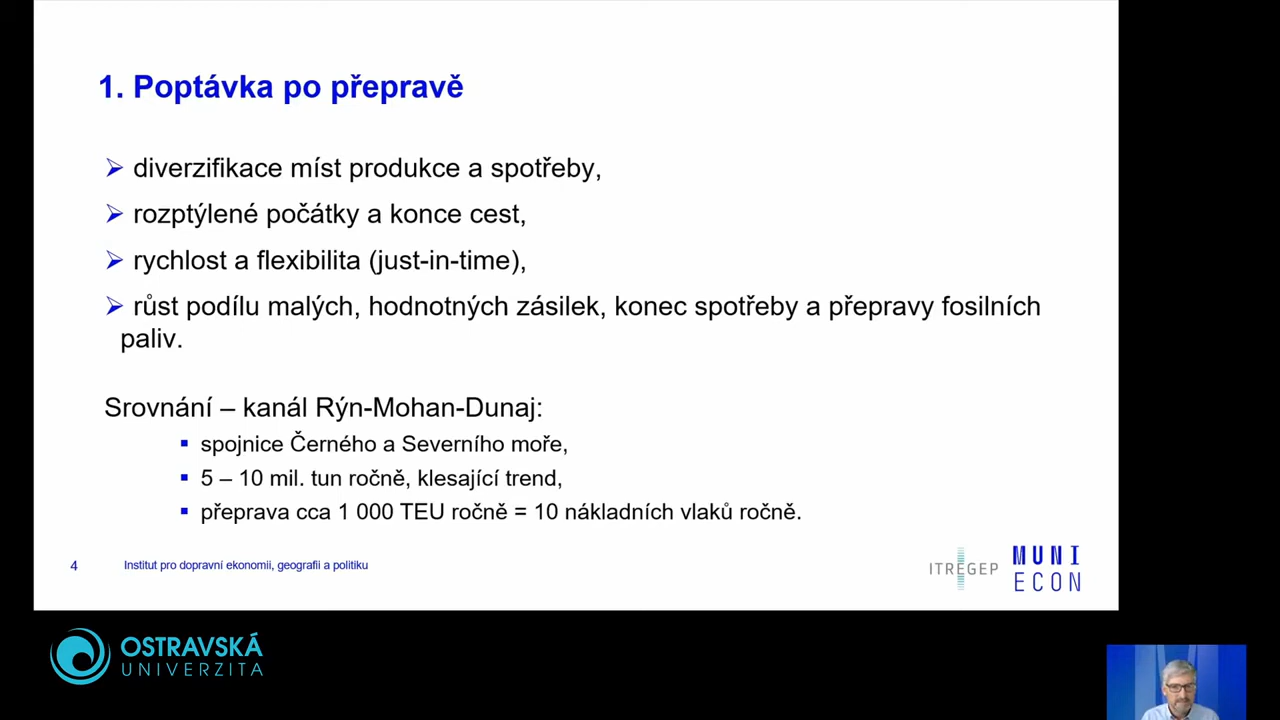 1. Poptávka po přepravě
diverzifikace míst produkce a spotřeby,
rozptýlené počátky a konce cest,
rychlost a flexibilita (just-in-time),
růst podílu malých, hodnotných zásilek, konec spotřeby a přepravy fosilních
paliv.
Srovnání – kanál Rýn-Mohan-Dunaj:
spojnice Černého a Severního moře,
5 – 10 mil. tun ročně, klesající trend,
přeprava cca 1 000 TEU ročně = 10 nákladních vlaků ročně.
4 Institut pro dopravní ekonomii, geografii a politiku
ITREGEP
MUNI
ECON
OSTRAVSKÁ
UNIVERZITA